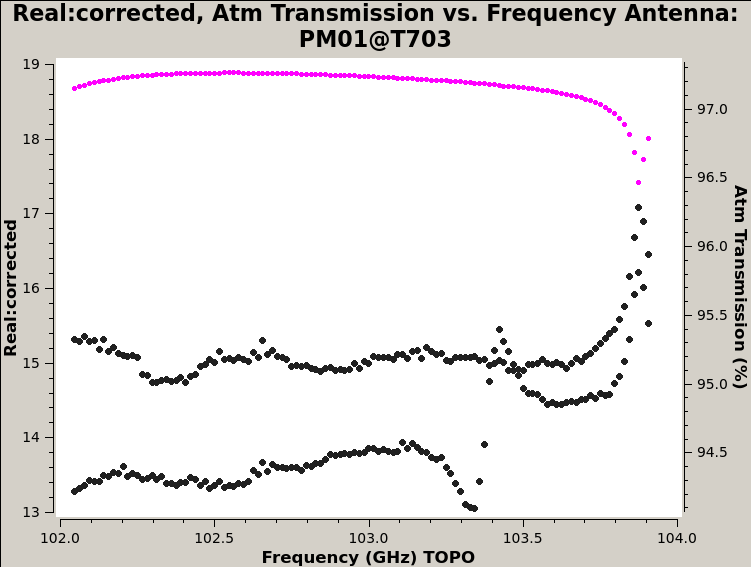 Real:corrected, Atm Transmission vs. Frequency Antenna:
PM01@T703
19
18
17
16
15
14
13
Real:corrected
97.0
96.5
96.0
95.5
95.0
94.5
Atm Transmission (%)
102.0 102.5 103.0 103.5 104.0
Frequency (GHz) TOPO